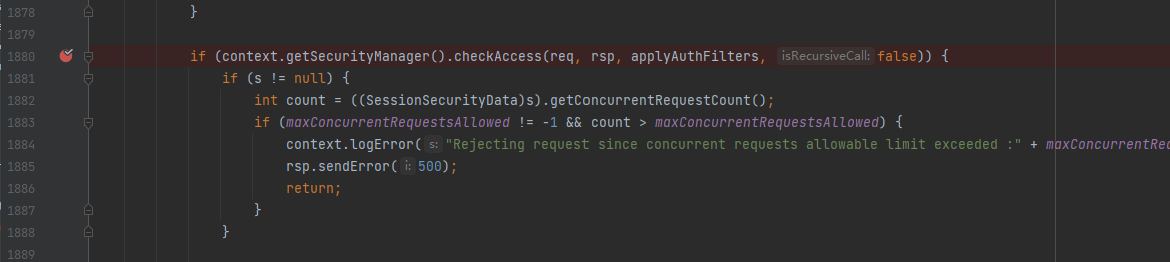 1878 }
1879
1880 if (context.getSecurityManager().checkAccess(req, rsp, applyAuthFilters, isRecursiveCall: false)) {
1881 if (s != null) {
1882 int count = ((SessionSecurityData)s).getConcurrentRequestCount();
1883 if (maxConcurrentRequestsAllowed != -1 && count > maxConcurrentRequestsAllowed) {
1884 context.logError( s: "Rejecting request since concurrent requests allowable limit exceeded :" + maxConcurrentRec
1885 rsp.sendError( i: 500);
1886 return;
1887 }
1888 }
1889